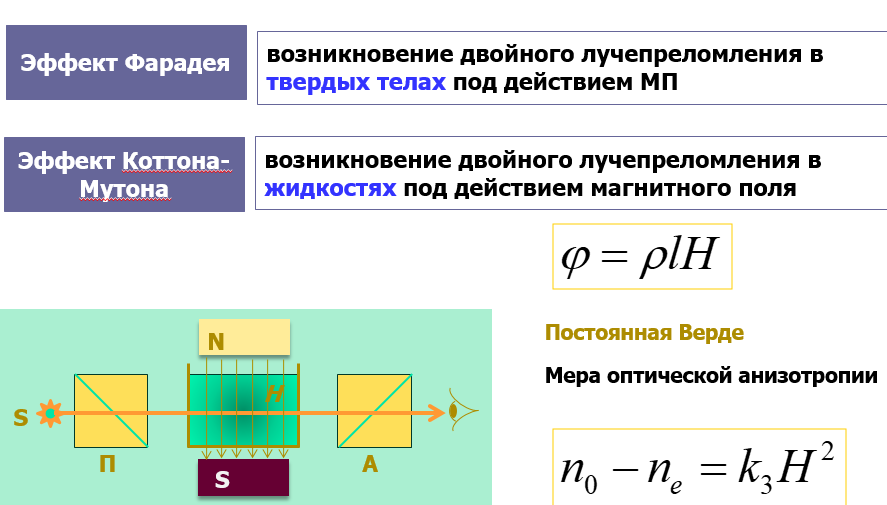 Эффект Фарадея
возникновение двойного лучепреломления в
твердых телах под действием МП
Эффект Коттона-
Мутона
возникновение двойного лучепреломления в
жидкостях под действием магнитного поля
φ = ρlH
Постоянная Верде
Мера оптической анизотропии
N
H
S
П
А
S
n₀ − nₑ = k₃H²